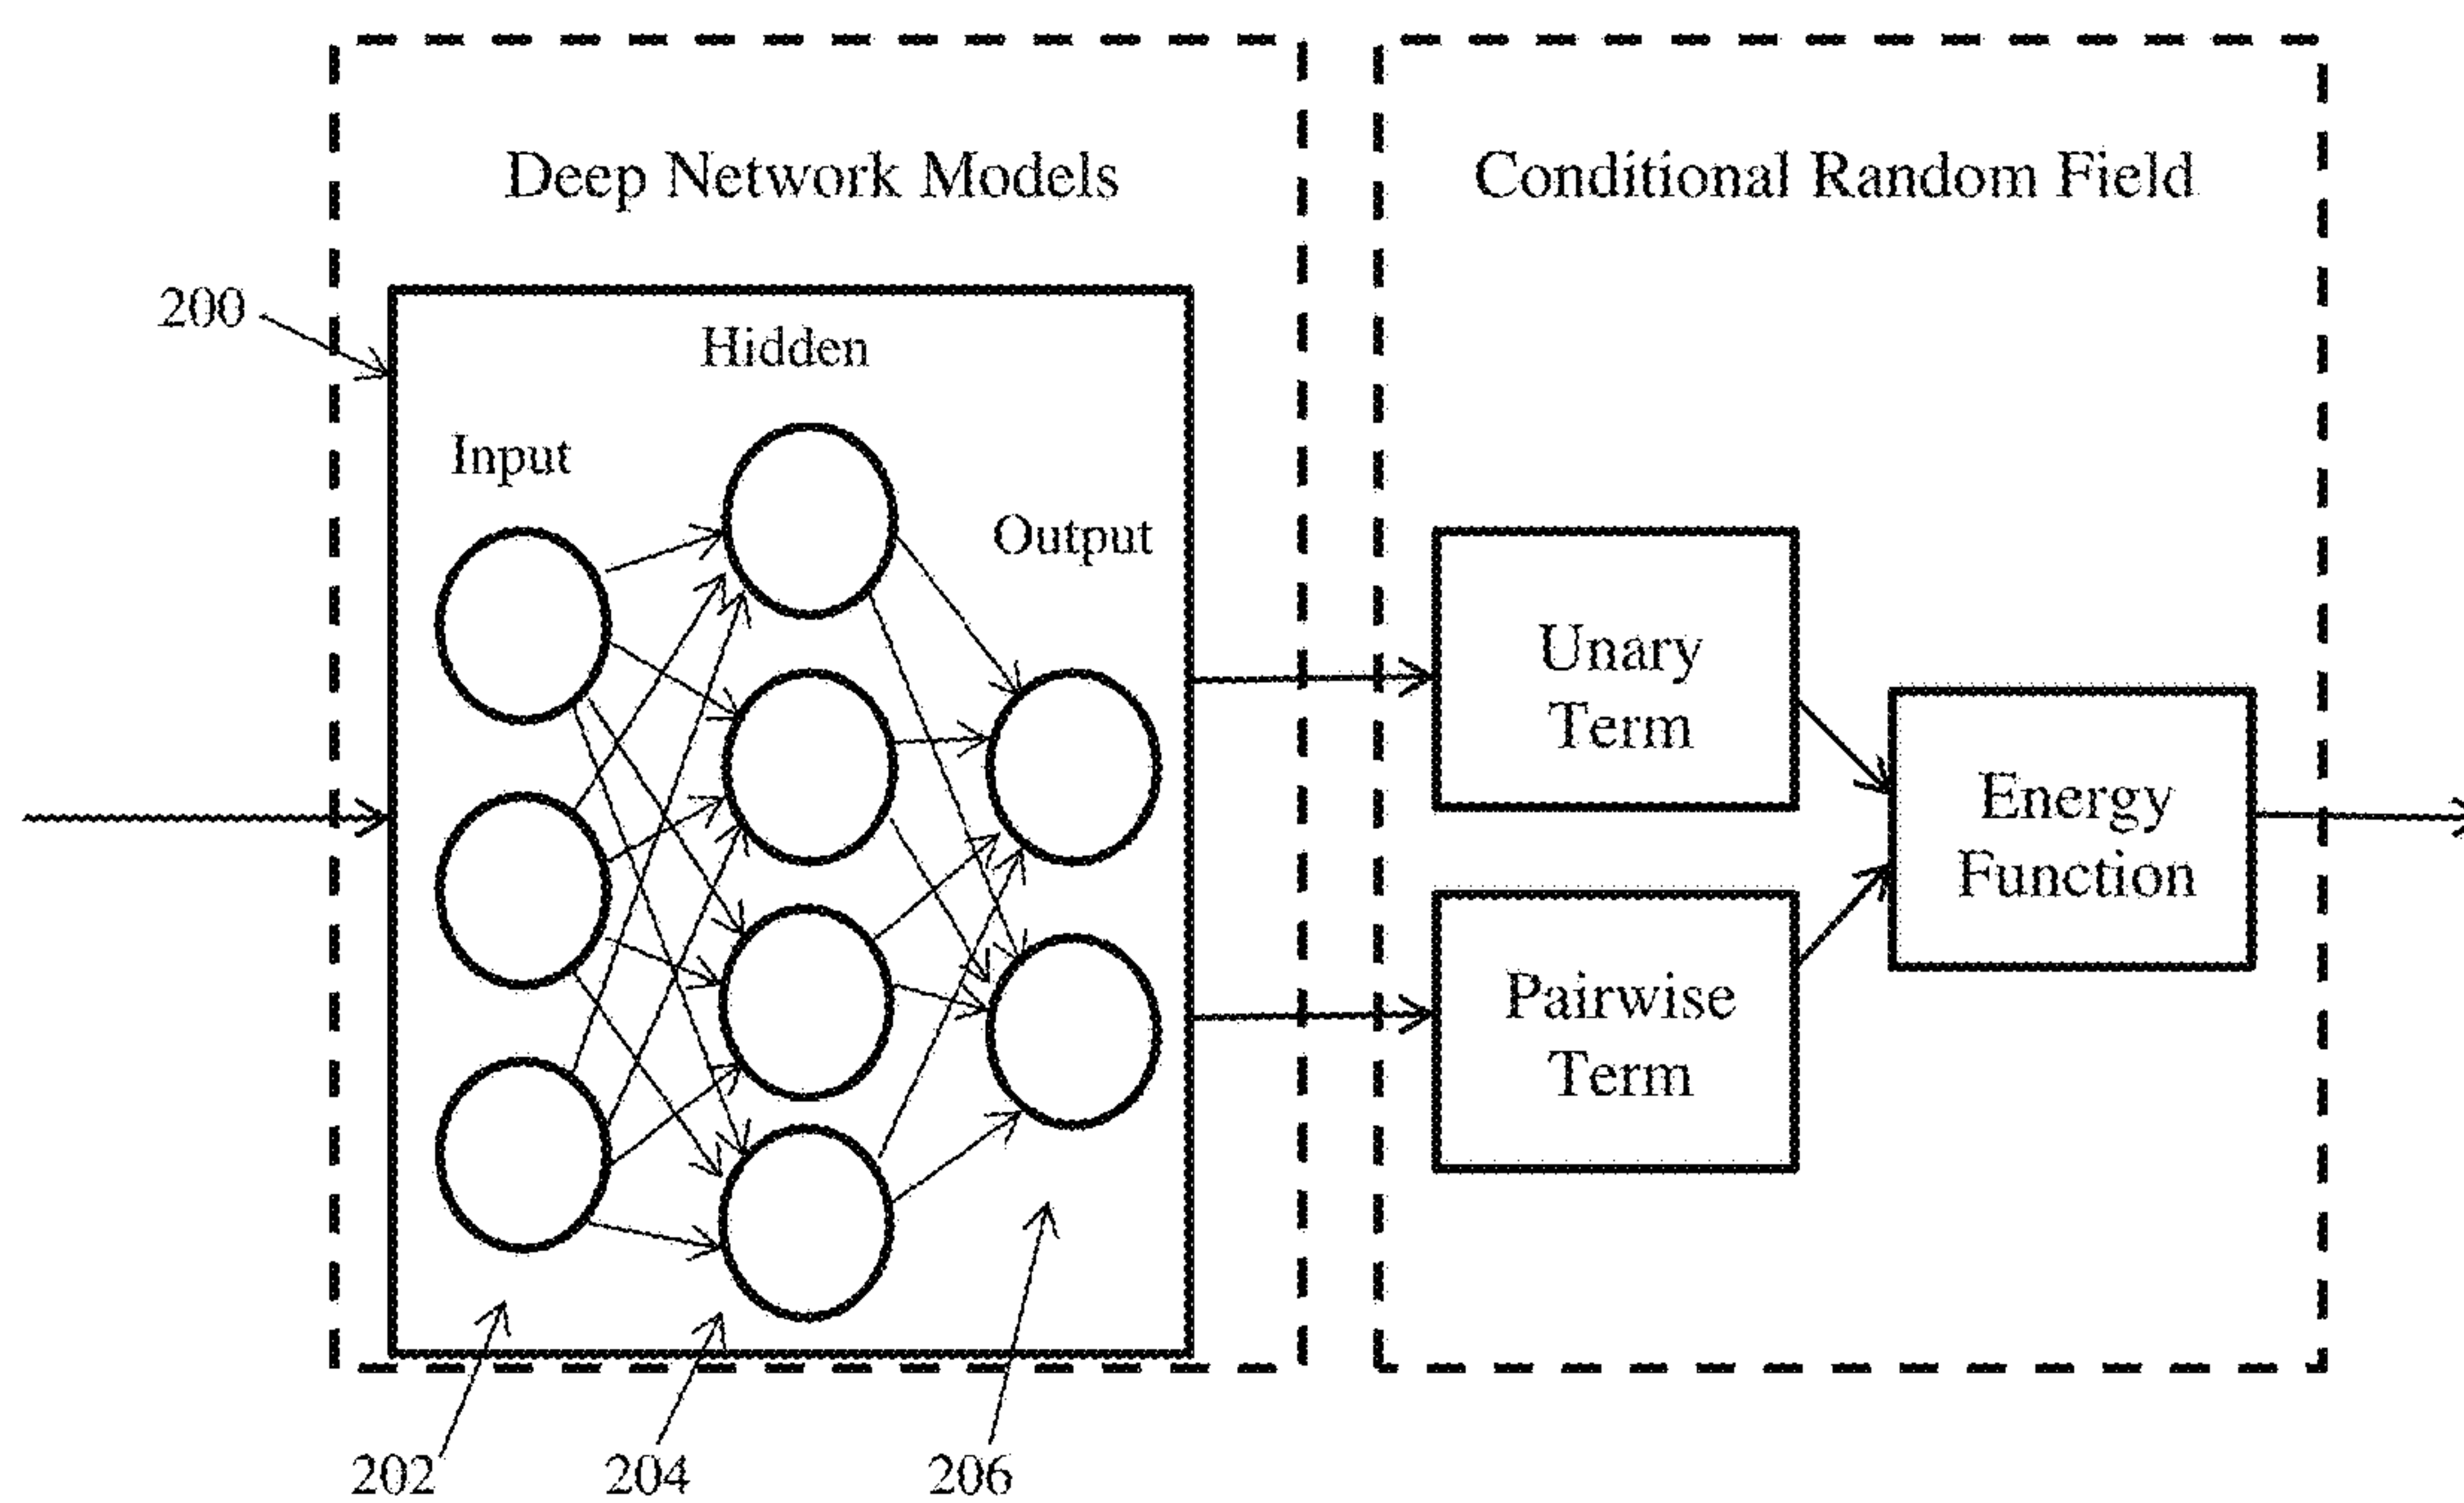 Deep Network Models
Conditional Random Field
200
Hidden
Input
Output
Unary
Term
Energy
Function
Pairwise
Term
202
204
206